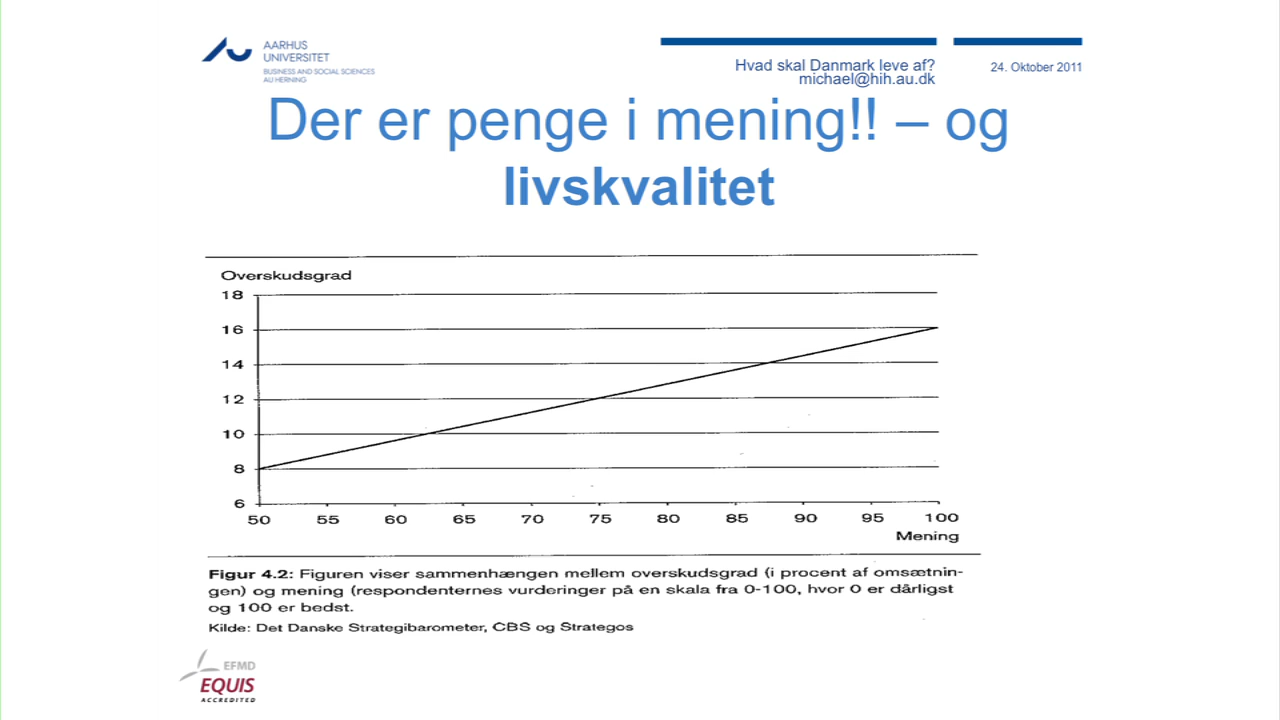 AARHUS
UNIVERSITET
BUSINESS AND SOCIAL SCIENCES
AU HERNING
Hvad skal Danmark leve af?
michael@hih.au.dk
24. Oktober 2011
Der er penge i mening!! – og
livskvalitet
Overskudsgrad
18
16
14
12
10
8
6
50 55 60 65 70 75 80 85 90 95 100
Mening
Figur 4.2: Figuren viser sammenhængen mellem overskudsgrad (i procent af omsætnin-
gen) og mening (respondenternes vurderinger på en skala fra 0-100, hvor 0 er dårligst
og 100 er bedst.
Kilde: Det Danske Strategibarometer, CBS og Strategos
EFMD
EQUIS
ACCREDITED